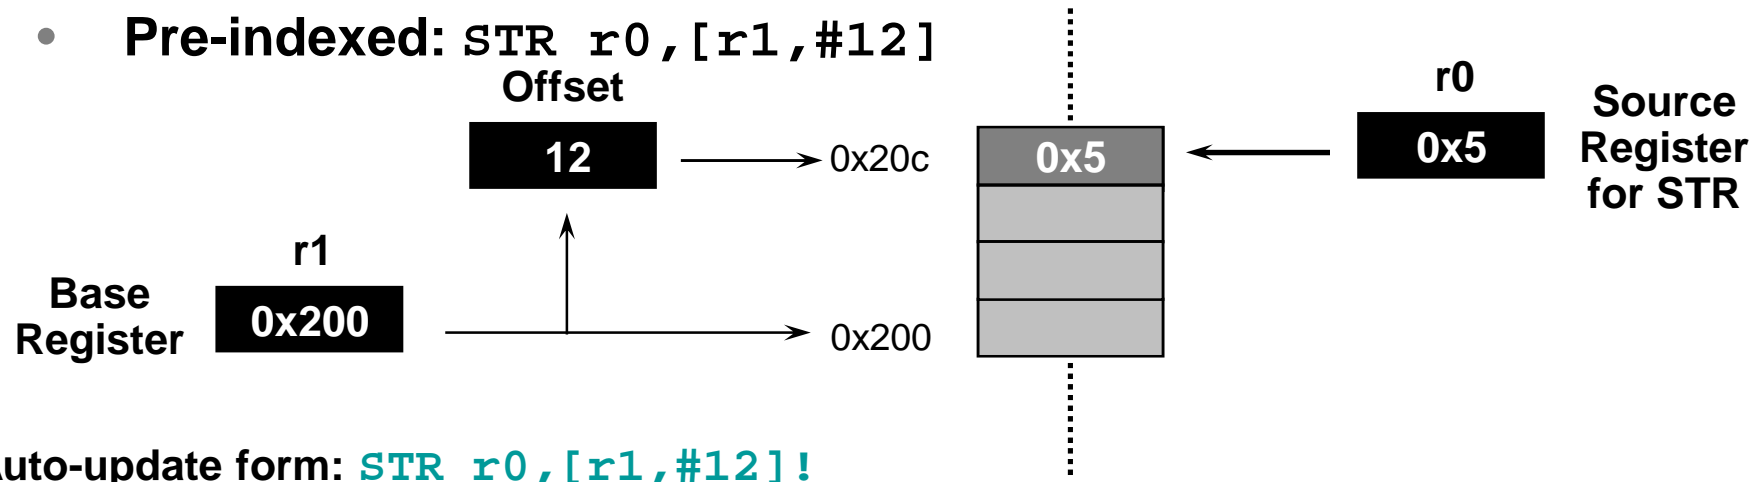 • Pre-indexed: STR r0,[r1,#12]
Offset
12
0x20c
0x5
r0
0x5
Source
Register
for STR
r1
Base
Register
0x200
0x200
Auto-update form: STR r0,[r1,#12]!